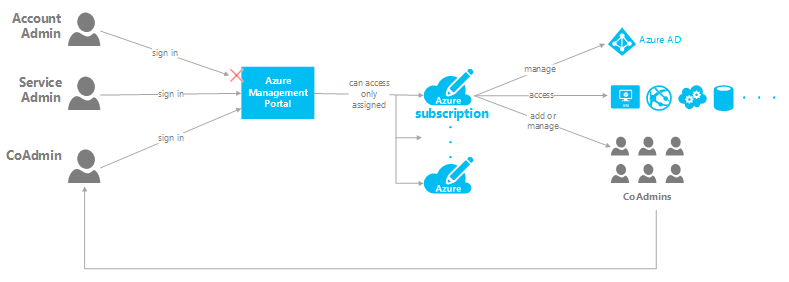 Account
Admin
sign in
Service
Admin
sign in
CoAdmin
sign in
Azure
Management
Portal
can access
only
assigned
Azure
subscription
Azure
manage
access
add or
manage
Azure AD
CoAdmins